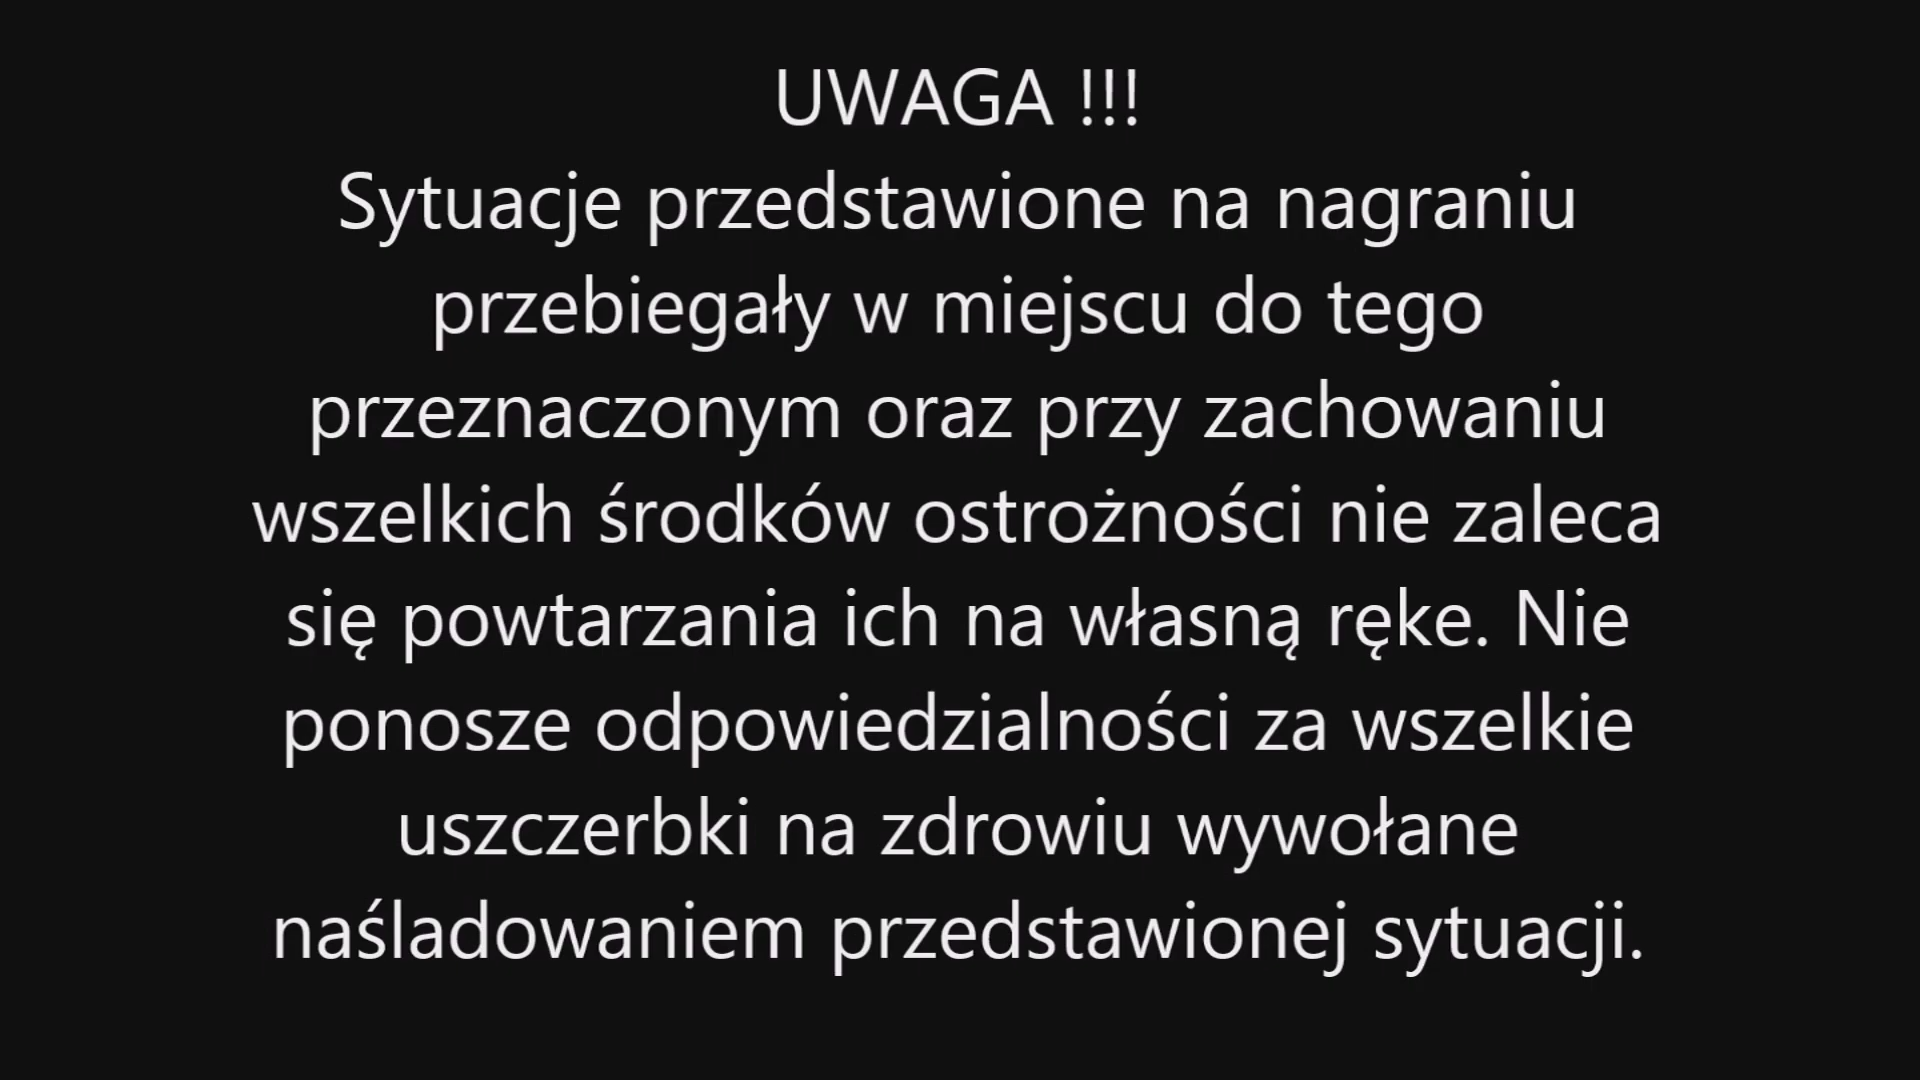 UWAGA !!!
Sytuacje przedstawione na nagraniu
przebiegały w miejscu do tego
przeznaczonym oraz przy zachowaniu
wszelkich środków ostrożności nie zaleca
się powtarzania ich na własną ręke. Nie
ponosze odpowiedzialności za wszelkie
uszczerbki na zdrowiu wywołane
naśladowaniem przedstawionej sytuacji.